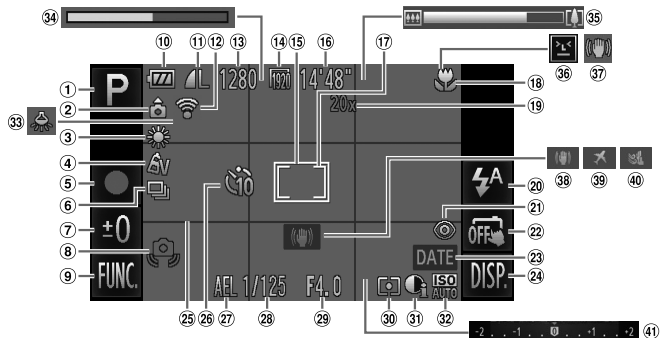 ㉞ ㉟
⑩ ⑪ ⑫ ⑬ ⑭ ⑮ ⑯ ⑰ ㊱ ㊲
P L 1280 1920 14'48"
① ⑱
20x ⑲
②
㉝
③
④ V
⑤ ㊳ ㊴ ㊵
⑥ 10 A ⑳
㉑
⑦ ±0 OFF ㉒
⑧ DATE ㉓
⑨ FUNC. AEL 1/125 F4.0 i ISO AUTO DISP. ㉔
㉕ ㉖ ㉗ ㉘ ㉙ ㉚ ㉛ ㉜
-2 . . -1 . . 0 . . +1 . . +2 ㊶